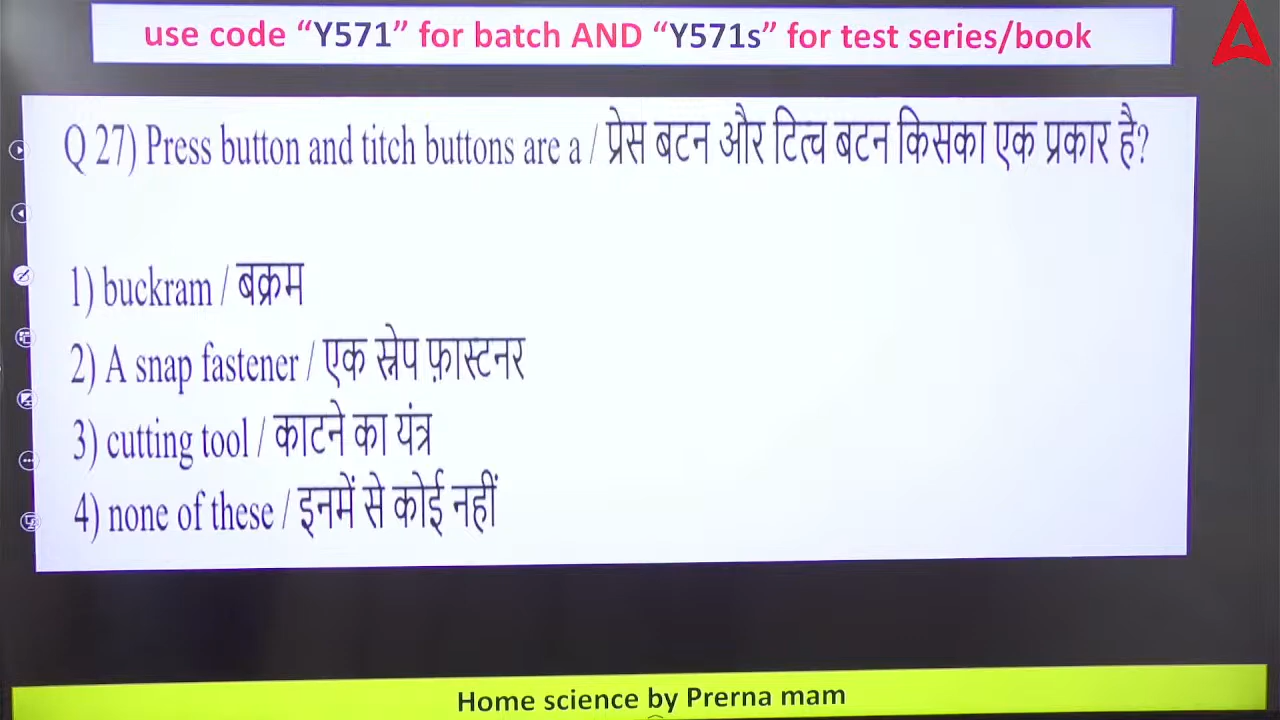 use code “Y571” for batch AND “Y571s” for test series/book
Q 27) Press button and titch buttons are a / प्रेस बटन और टित्च बटन किसका एक प्रकार है?
1) buckram / बक्रम
2) A snap fastener / एक स्नेप फ़ास्टनर
3) cutting tool / काटने का यंत्र
4) none of these / इनमें से कोई नहीं
Home science by Prerna mam